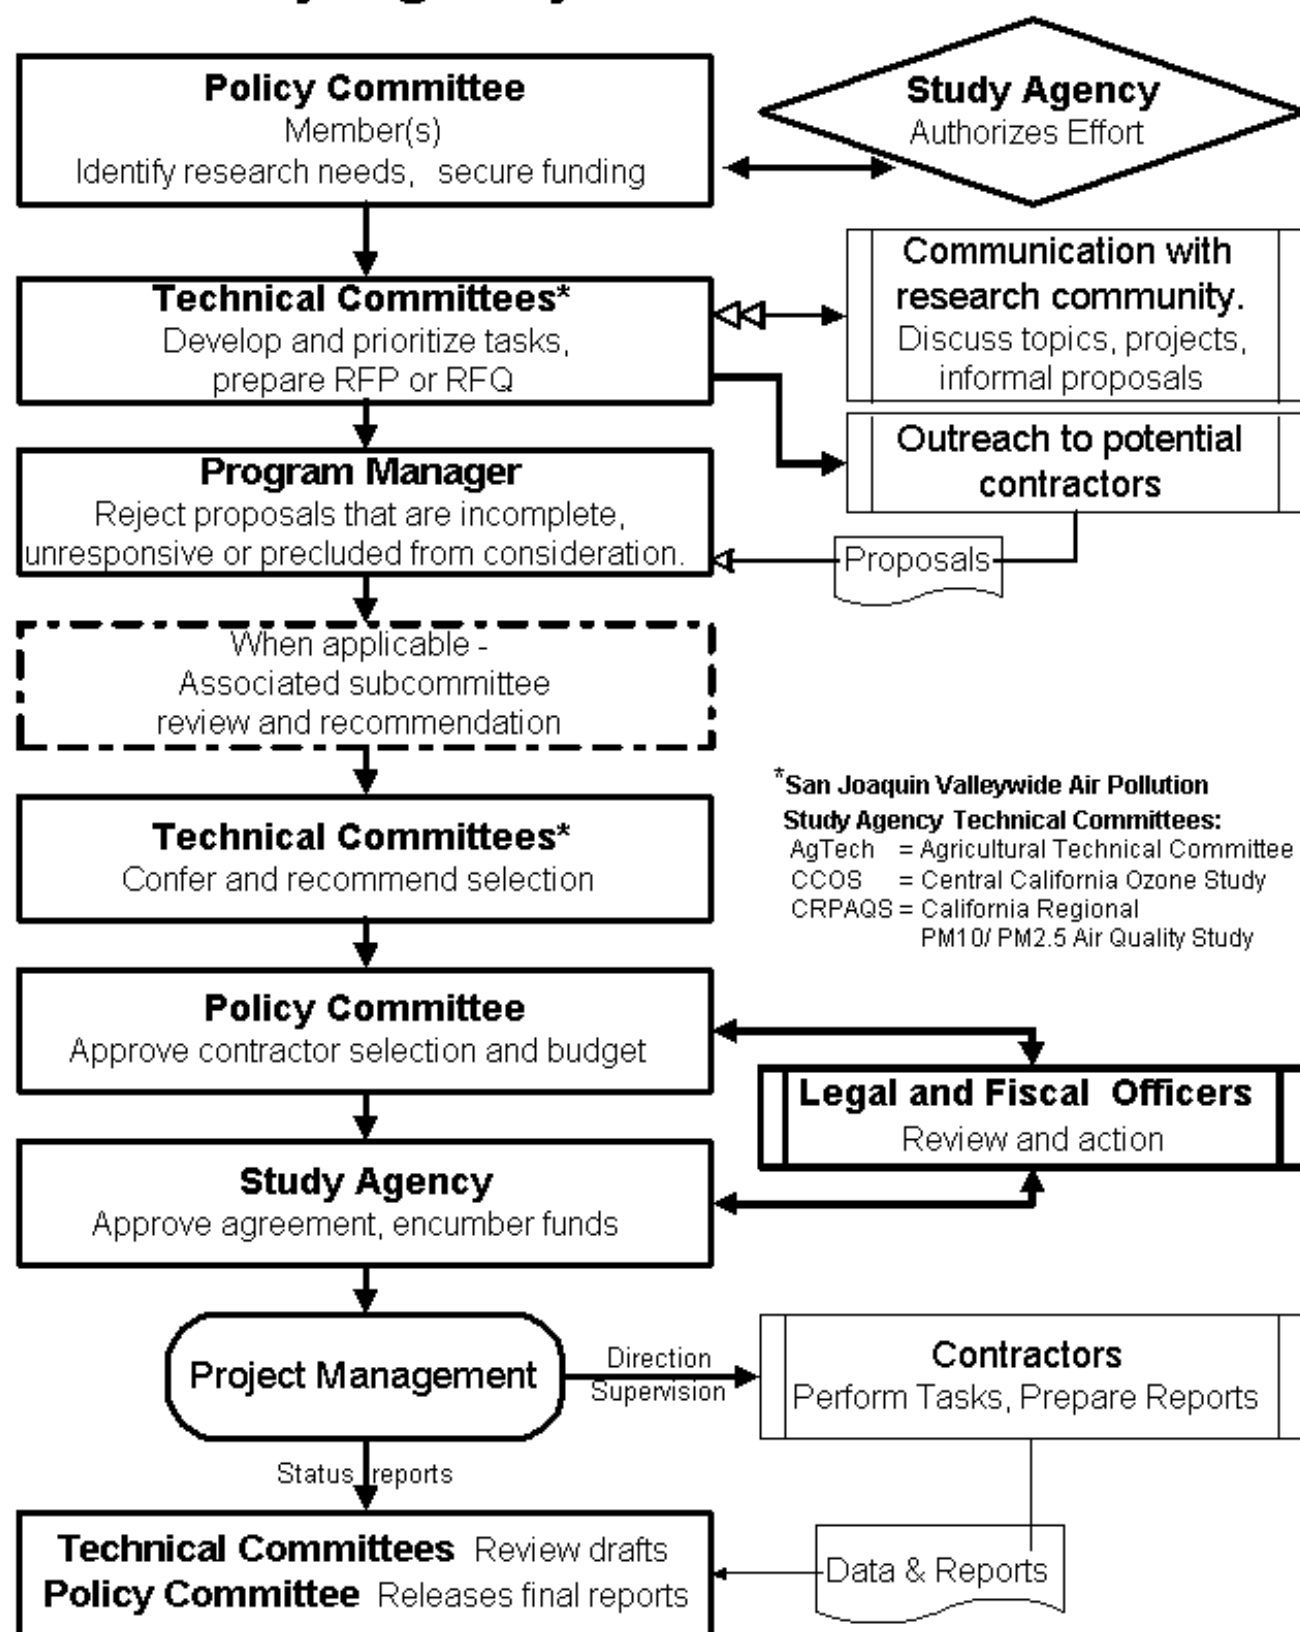 Policy Committee
Member(s)
Identify research needs, secure funding
Study Agency
Authorizes Effort
Technical Committees*
Develop and prioritize tasks,
prepare RFP or RFQ
Communication with
research community.
Discuss topics, projects,
informal proposals
Outreach to potential
contractors
Program Manager
Reject proposals that are incomplete,
unresponsive or precluded from consideration.
Proposals
When applicable -
Associated subcommittee
review and recommendation
Technical Committees*
Confer and recommend selection
*San Joaquin Valleywide Air Pollution
Study Agency Technical Committees:
AgTech = Agricultural Technical Committee
CCOS = Central California Ozone Study
CRPAQS = California Regional
PM10/ PM2.5 Air Quality Study
Policy Committee
Approve contractor selection and budget
Legal and Fiscal Officers
Review and action
Study Agency
Approve agreement, encumber funds
Project Management
Direction
Supervision
Contractors
Perform Tasks, Prepare Reports
Status reports
Technical Committees Review drafts
Policy Committee Releases final reports
Data & Reports